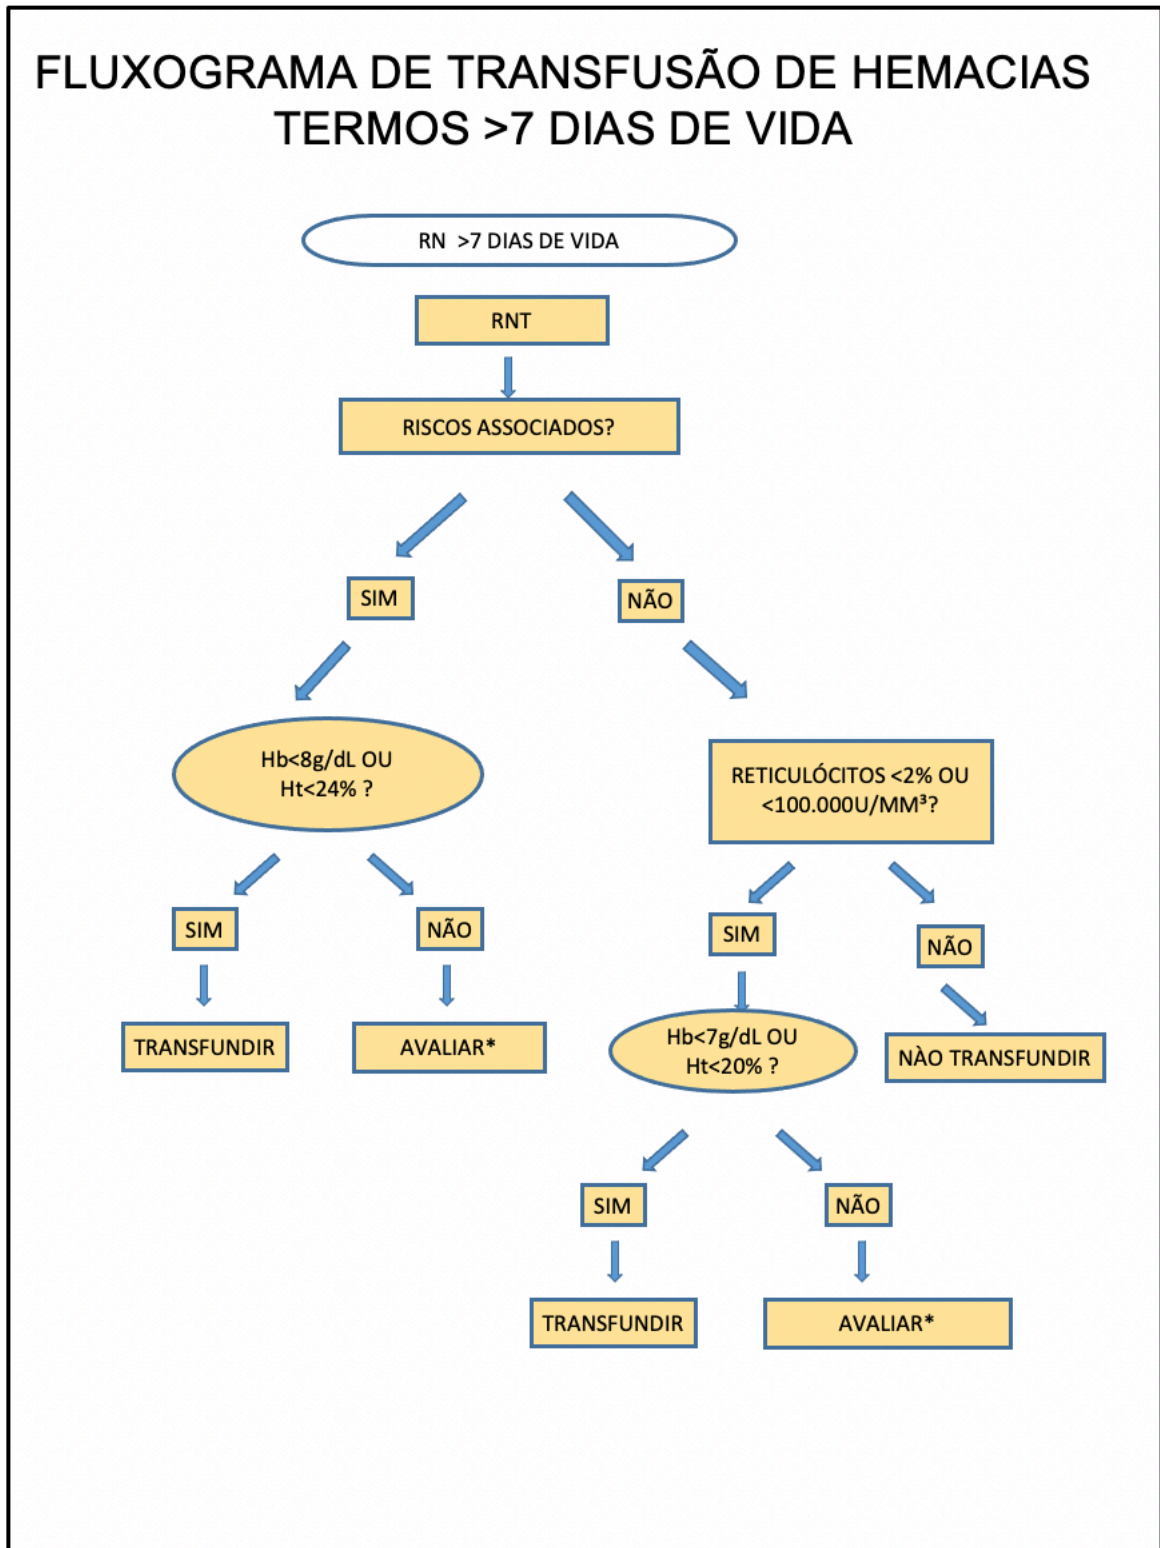 FLUXOGRAMA DE TRANSFUSÃO DE HEMACIAS
TERMOS >7 DIAS DE VIDA
RN >7 DIAS DE VIDA
RNT
RISCOS ASSOCIADOS?
SIM
NÃO
Hb<8g/dL OU
Ht<24% ?
RETICULÓCITOS <2% OU
<100.000U/MM³?
SIM
NÃO
SIM
NÃO
TRANSFUNDIR
AVALIAR*
Hb<7g/dL OU
Ht<20% ?
NÀO TRANSFUNDIR
SIM
NÃO
TRANSFUNDIR
AVALIAR*